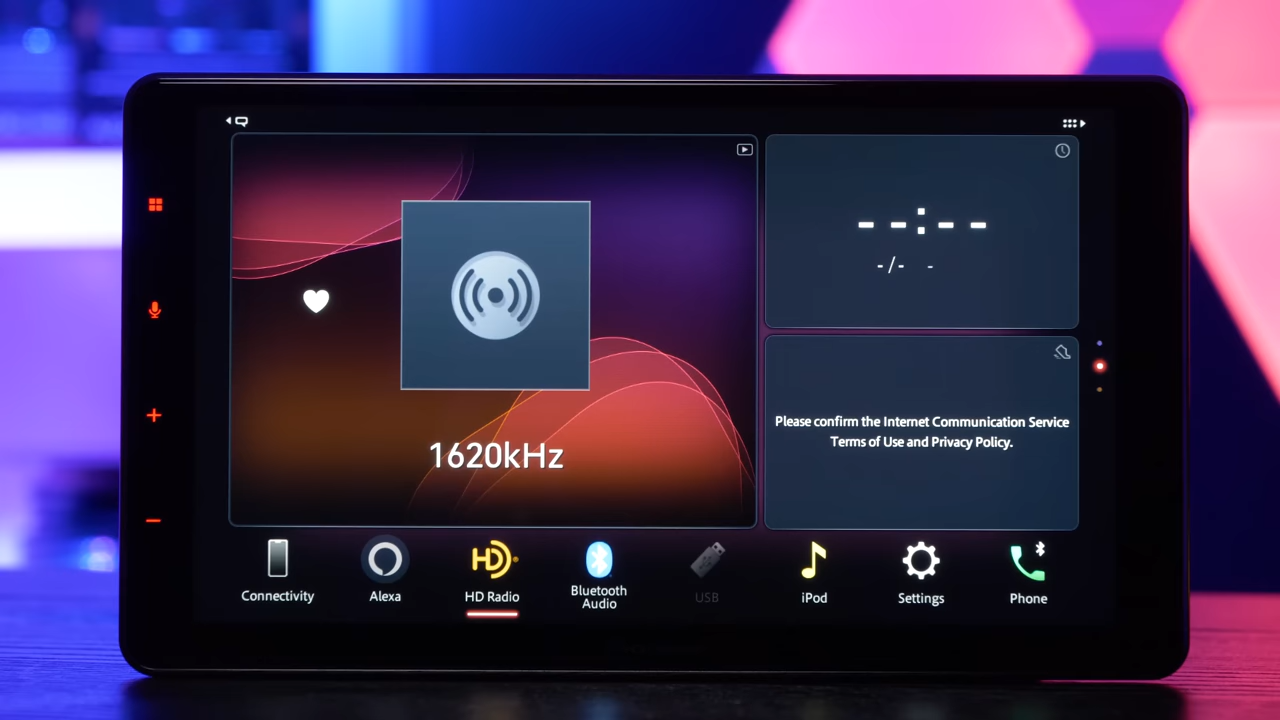 --:--
-/- -
1620kHz
Please confirm the Internet Communication Service
Terms of Use and Privacy Policy.
Connectivity
Alexa
HD
HD Radio
Bluetooth
Audio
USB
iPod
Settings
Phone